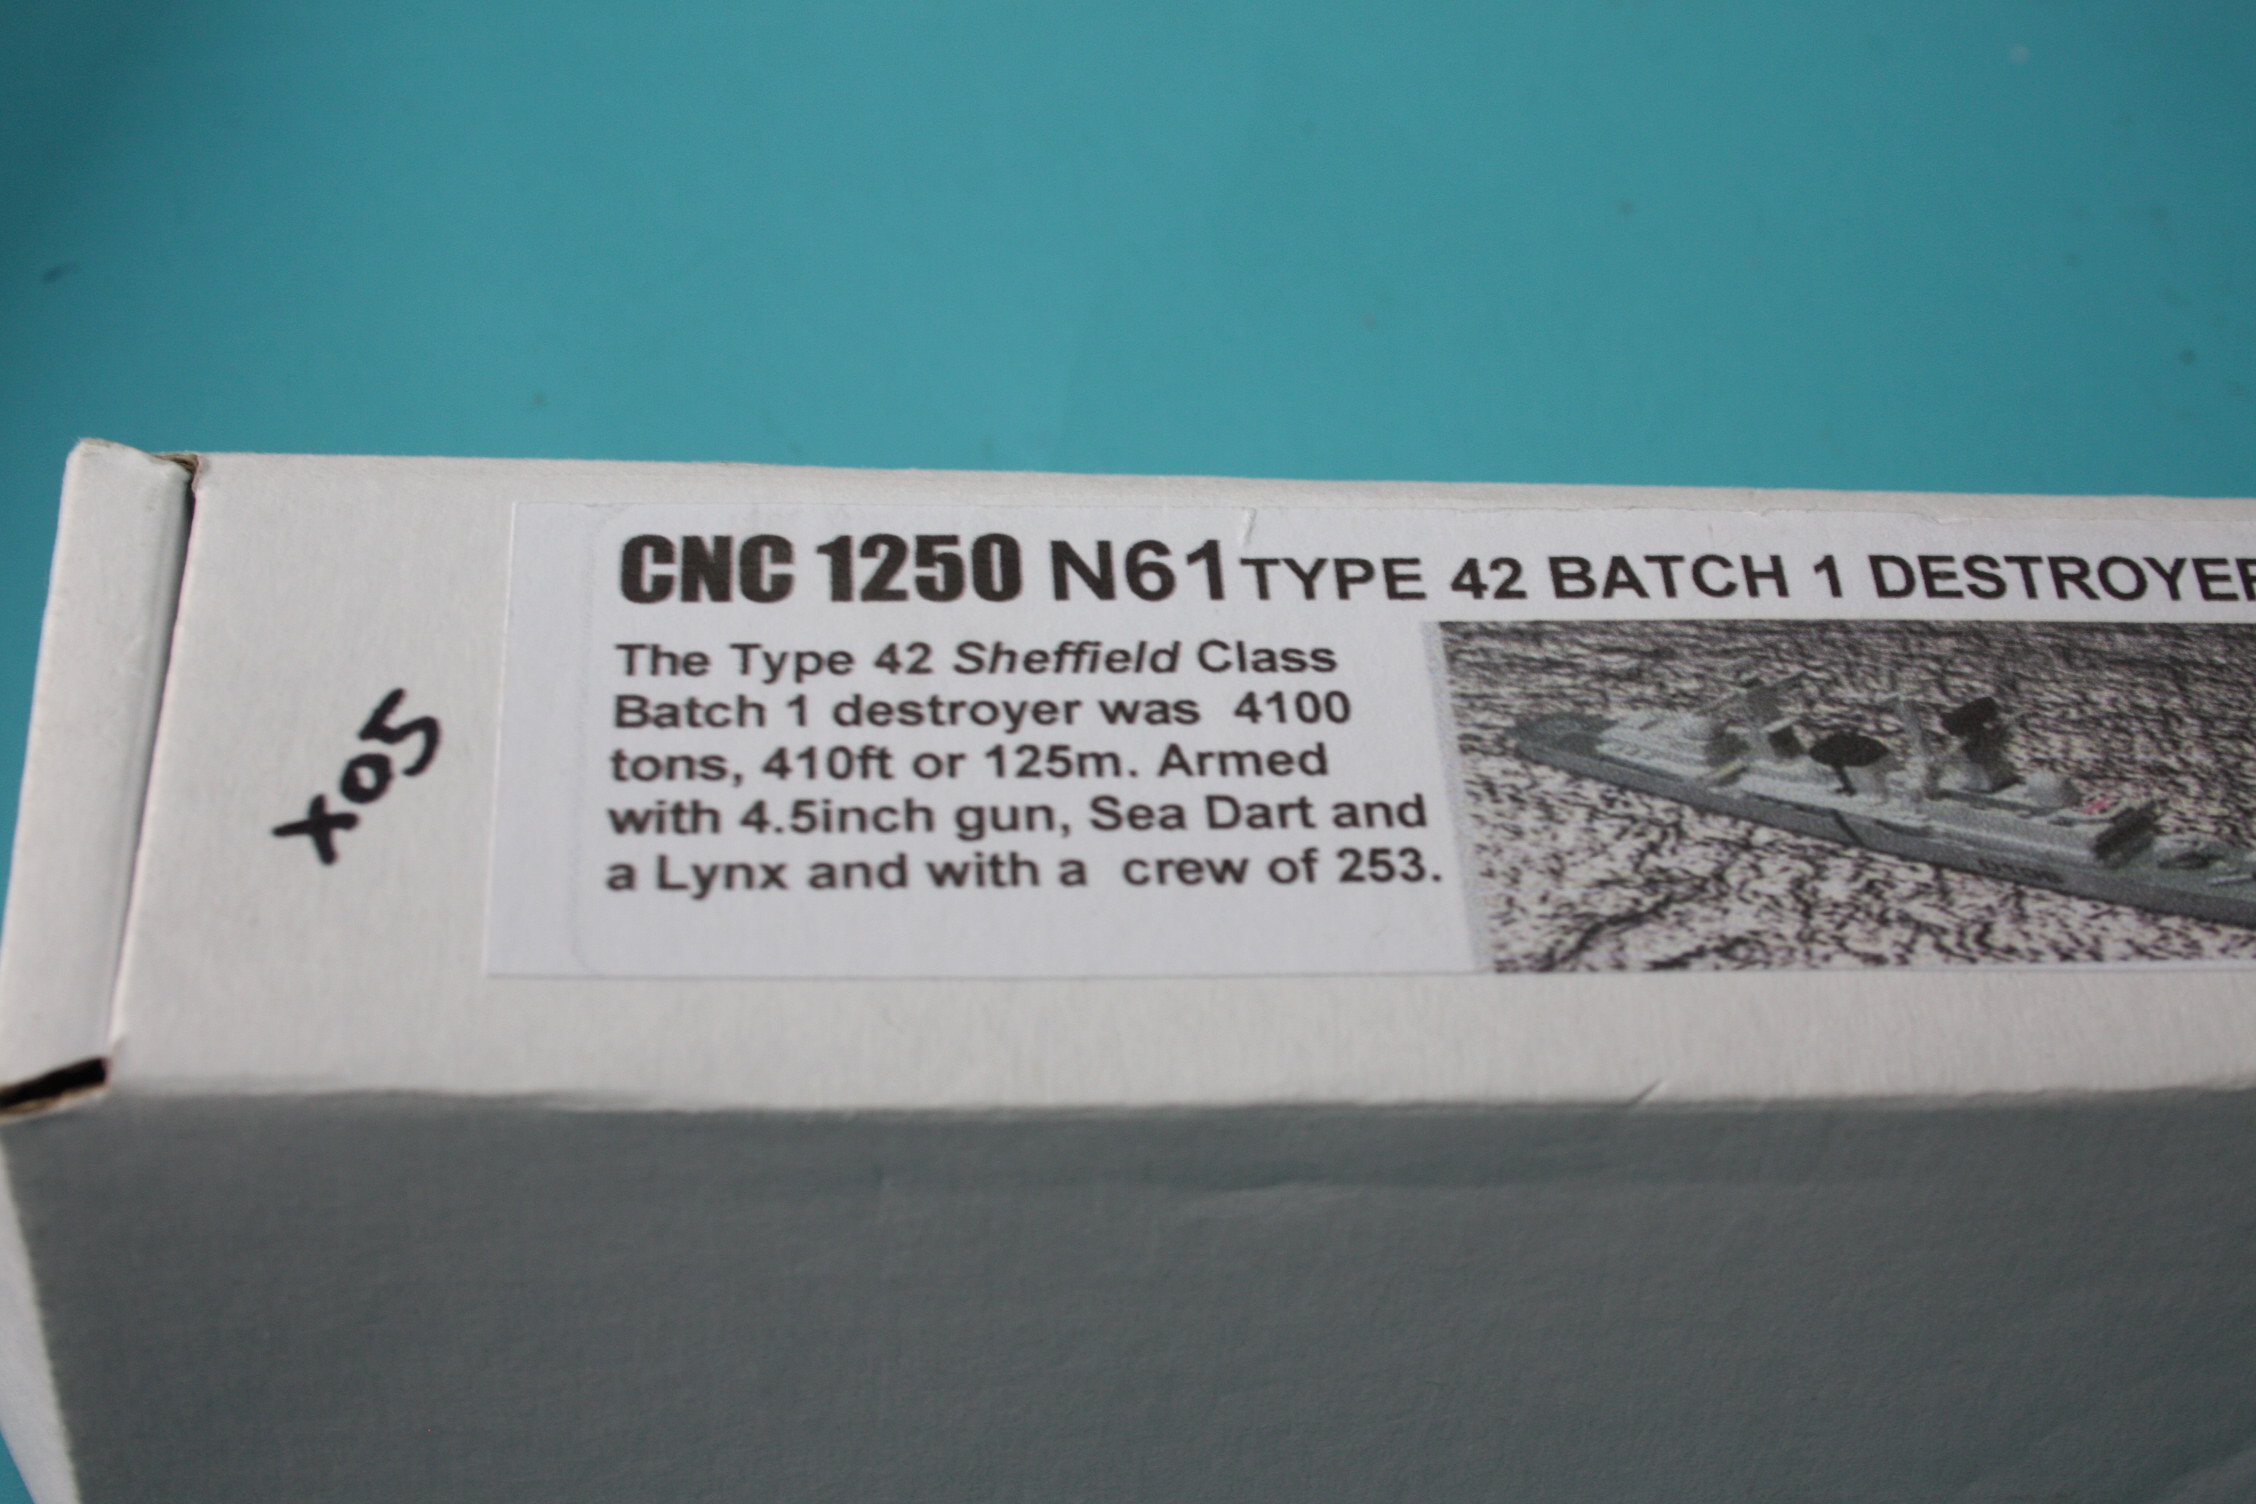 CNC 1250 N61 TYPE 42 BATCH 1 DESTROYER
The Type 42 Sheffield Class
Batch 1 destroyer was 4100
tons, 410ft or 125m. Armed
with 4.5inch gun, Sea Dart and
a Lynx and with a crew of 253.
X05